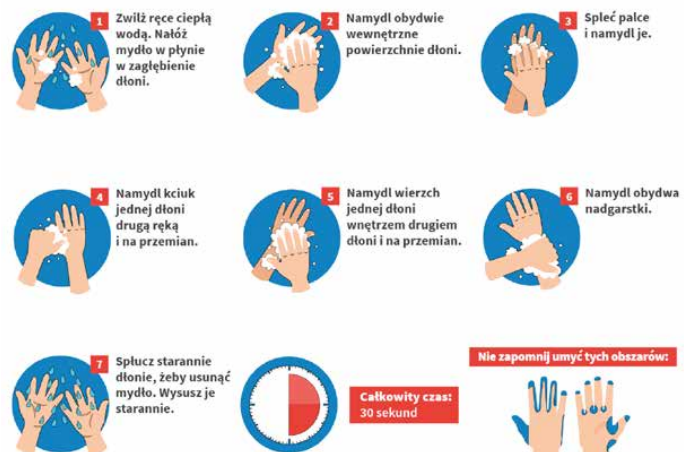 1 Zwilż ręce ciepłą
wodą. Nałóż
mydło w płynie
w zagłębienie
dłoni.
2 Namydl obydwie
wewnętrzne
powierzchnie dłoni.
3 Spleć palce
i namydl je.
4 Namydl kciuk
jednej dłoni
drugą ręką
i na przemian.
5 Namydl wierzch
jednej dłoni
wnętrzem drugiem
dłoni i na przemian.
6 Namydl obydwa
nadgarstki.
7 Spłucz starannie
dłonie, żeby usunąć
mydło. Wysusz je
starannie.
Całkowity czas:
30 sekund
Nie zapomnij umyć tych obszarów: